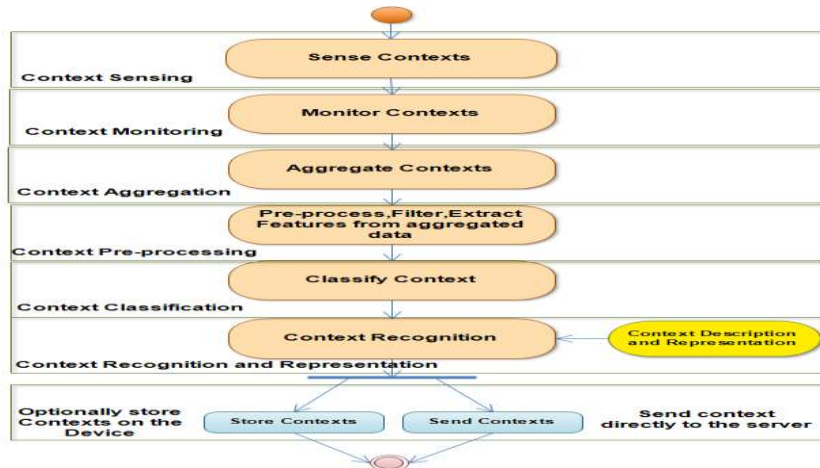 Sense Contexts
Context Sensing
Monitor Contexts
Context Monitoring
Aggregate Contexts
Context Aggregation
Pre-process,Filter,Extract
Features from aggregated
data
Context Pre-processing
Classify Context
Context Classification
Context Recognition
Context Description
and Representation
Context Recognition and Representation
Optionally store
Contexts on the
Device
Store Contexts
Send Contexts
Send context
directly to the server